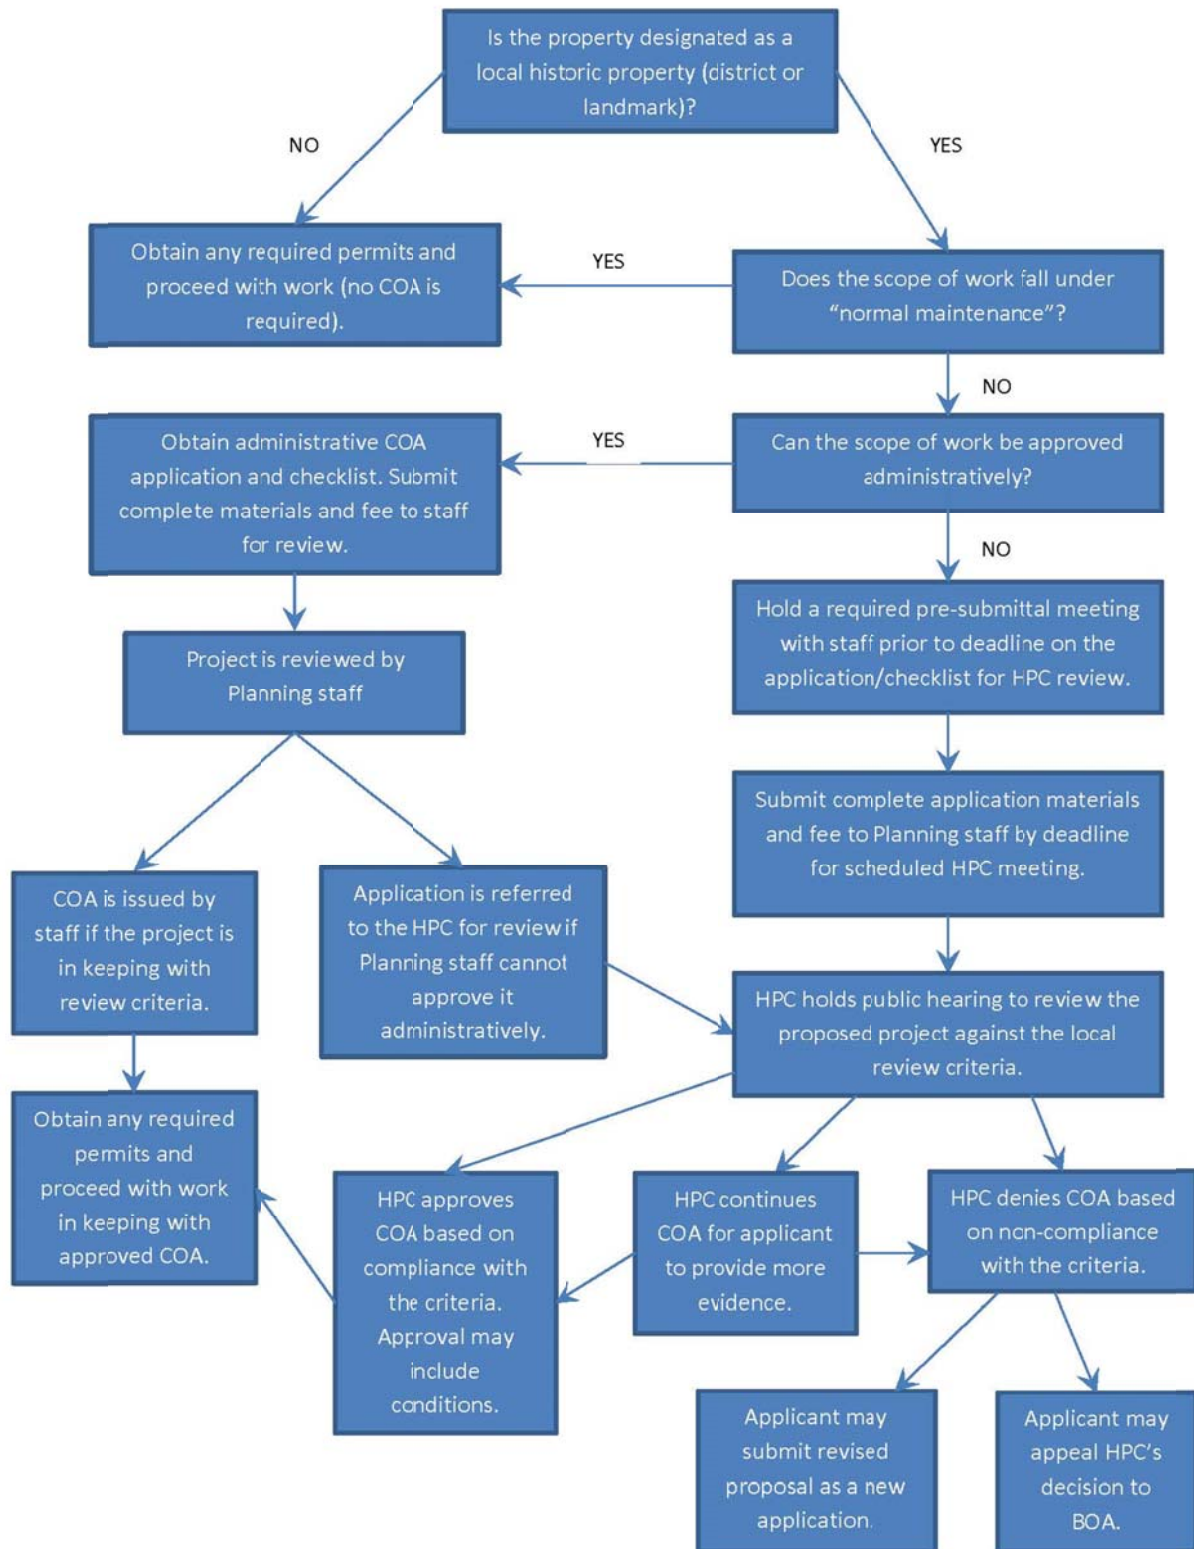 Is the property designated as a
local historic property (district or
landmark)?
NO
YES
Obtain any required permits and
proceed with work (no COA is
required).
YES
Does the scope of work fall under
“normal maintenance”?
NO
Obtain administrative COA
application and checklist. Submit
complete materials and fee to staff
for review.
YES
Can the scope of work be approved
administratively?
NO
Hold a required pre-submittal meeting
with staff prior to deadline on the
application/checklist for HPC review.
Project is reviewed by
Planning staff
Submit complete application materials
and fee to Planning staff by deadline
for scheduled HPC meeting.
COA is issued by
staff if the project is
in keeping with
review criteria.
Application is referred
to the HPC for review if
Planning staff cannot
approve it
administratively.
HPC holds public hearing to review the
proposed project against the local
review criteria.
Obtain any required
permits and
proceed with work
in keeping with
approved COA.
HPC approves
COA based on
compliance with
the criteria.
Approval may
include
conditions.
HPC continues
COA for applicant
to provide more
evidence.
HPC denies COA based
on non-compliance
with the criteria.
Applicant may
submit revised
proposal as a new
application.
Applicant may
appeal HPC’s
decision to
BOA.